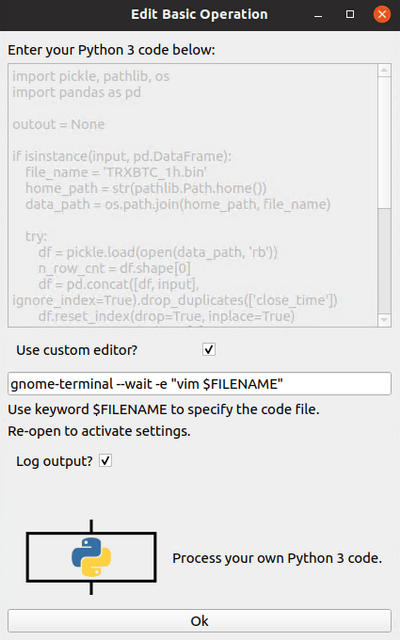 Edit Basic Operation
Enter your Python 3 code below:
import pickle, pathlib, os
import pandas as pd
outout = None
if isinstance(input, pd.DataFrame):
file_name = 'TRXBTC_1h.bin'
home_path = str(pathlib.Path.home())
data_path = os.path.join(home_path, file_name)
try:
df = pickle.load(open(data_path, 'rb'))
n_row_cnt = df.shape[0]
df = pd.concat([df, input],
ignore_index=True).drop_duplicates(['close_time'])
df.reset_index(drop=True, inplace=True)
Use custom editor?
gnome-terminal --wait -e "vim $FILENAME"
Use keyword $FILENAME to specify the code file.
Re-open to activate settings.
Log output?
Process your own Python 3 code.
Ok